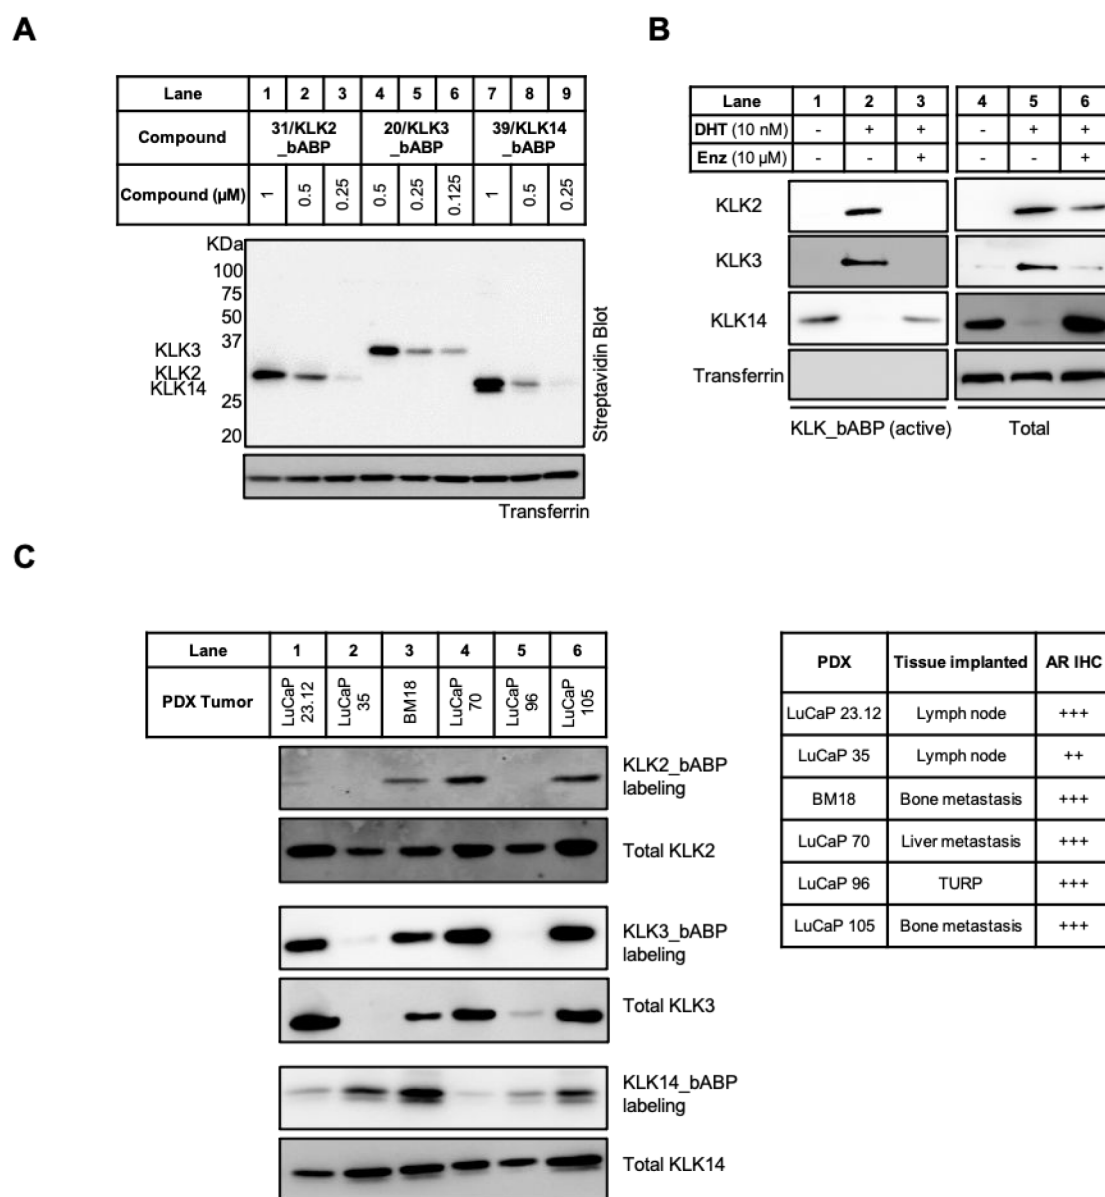 A
Lane 1 2 3 4 5 6 7 8 9
Compound 31/KLK2 _bABP 20/KLK3 _bABP 39/KLK14 _bABP
Compound (µM) 1 0.5 0.25 0.5 0.25 0.125 1 0.5 0.25
KDa
100
75
50
37
KLK3
KLK2
KLK14
25
20
Streptavidin Blot
Transferrin
B
Lane 1 2 3 4 5 6
DHT (10 nM) - + + - + +
Enz (10 µM) - - + - - +
KLK2
KLK3
KLK14
Transferrin
KLK_bABP (active) Total
C
Lane 1 2 3 4 5 6
PDX Tumor LuCaP 23.12 LuCaP 35 BM18 LuCaP 70 LuCaP 96 LuCaP 105
KLK2_bABP
labeling
Total KLK2
KLK3_bABP
labeling
Total KLK3
KLK14_bABP
labeling
Total KLK14
PDX Tissue implanted AR IHC
LuCaP 23.12 Lymph node +++
LuCaP 35 Lymph node ++
BM18 Bone metastasis +++
LuCaP 70 Liver metastasis +++
LuCaP 96 TURP +++
LuCaP 105 Bone metastasis +++